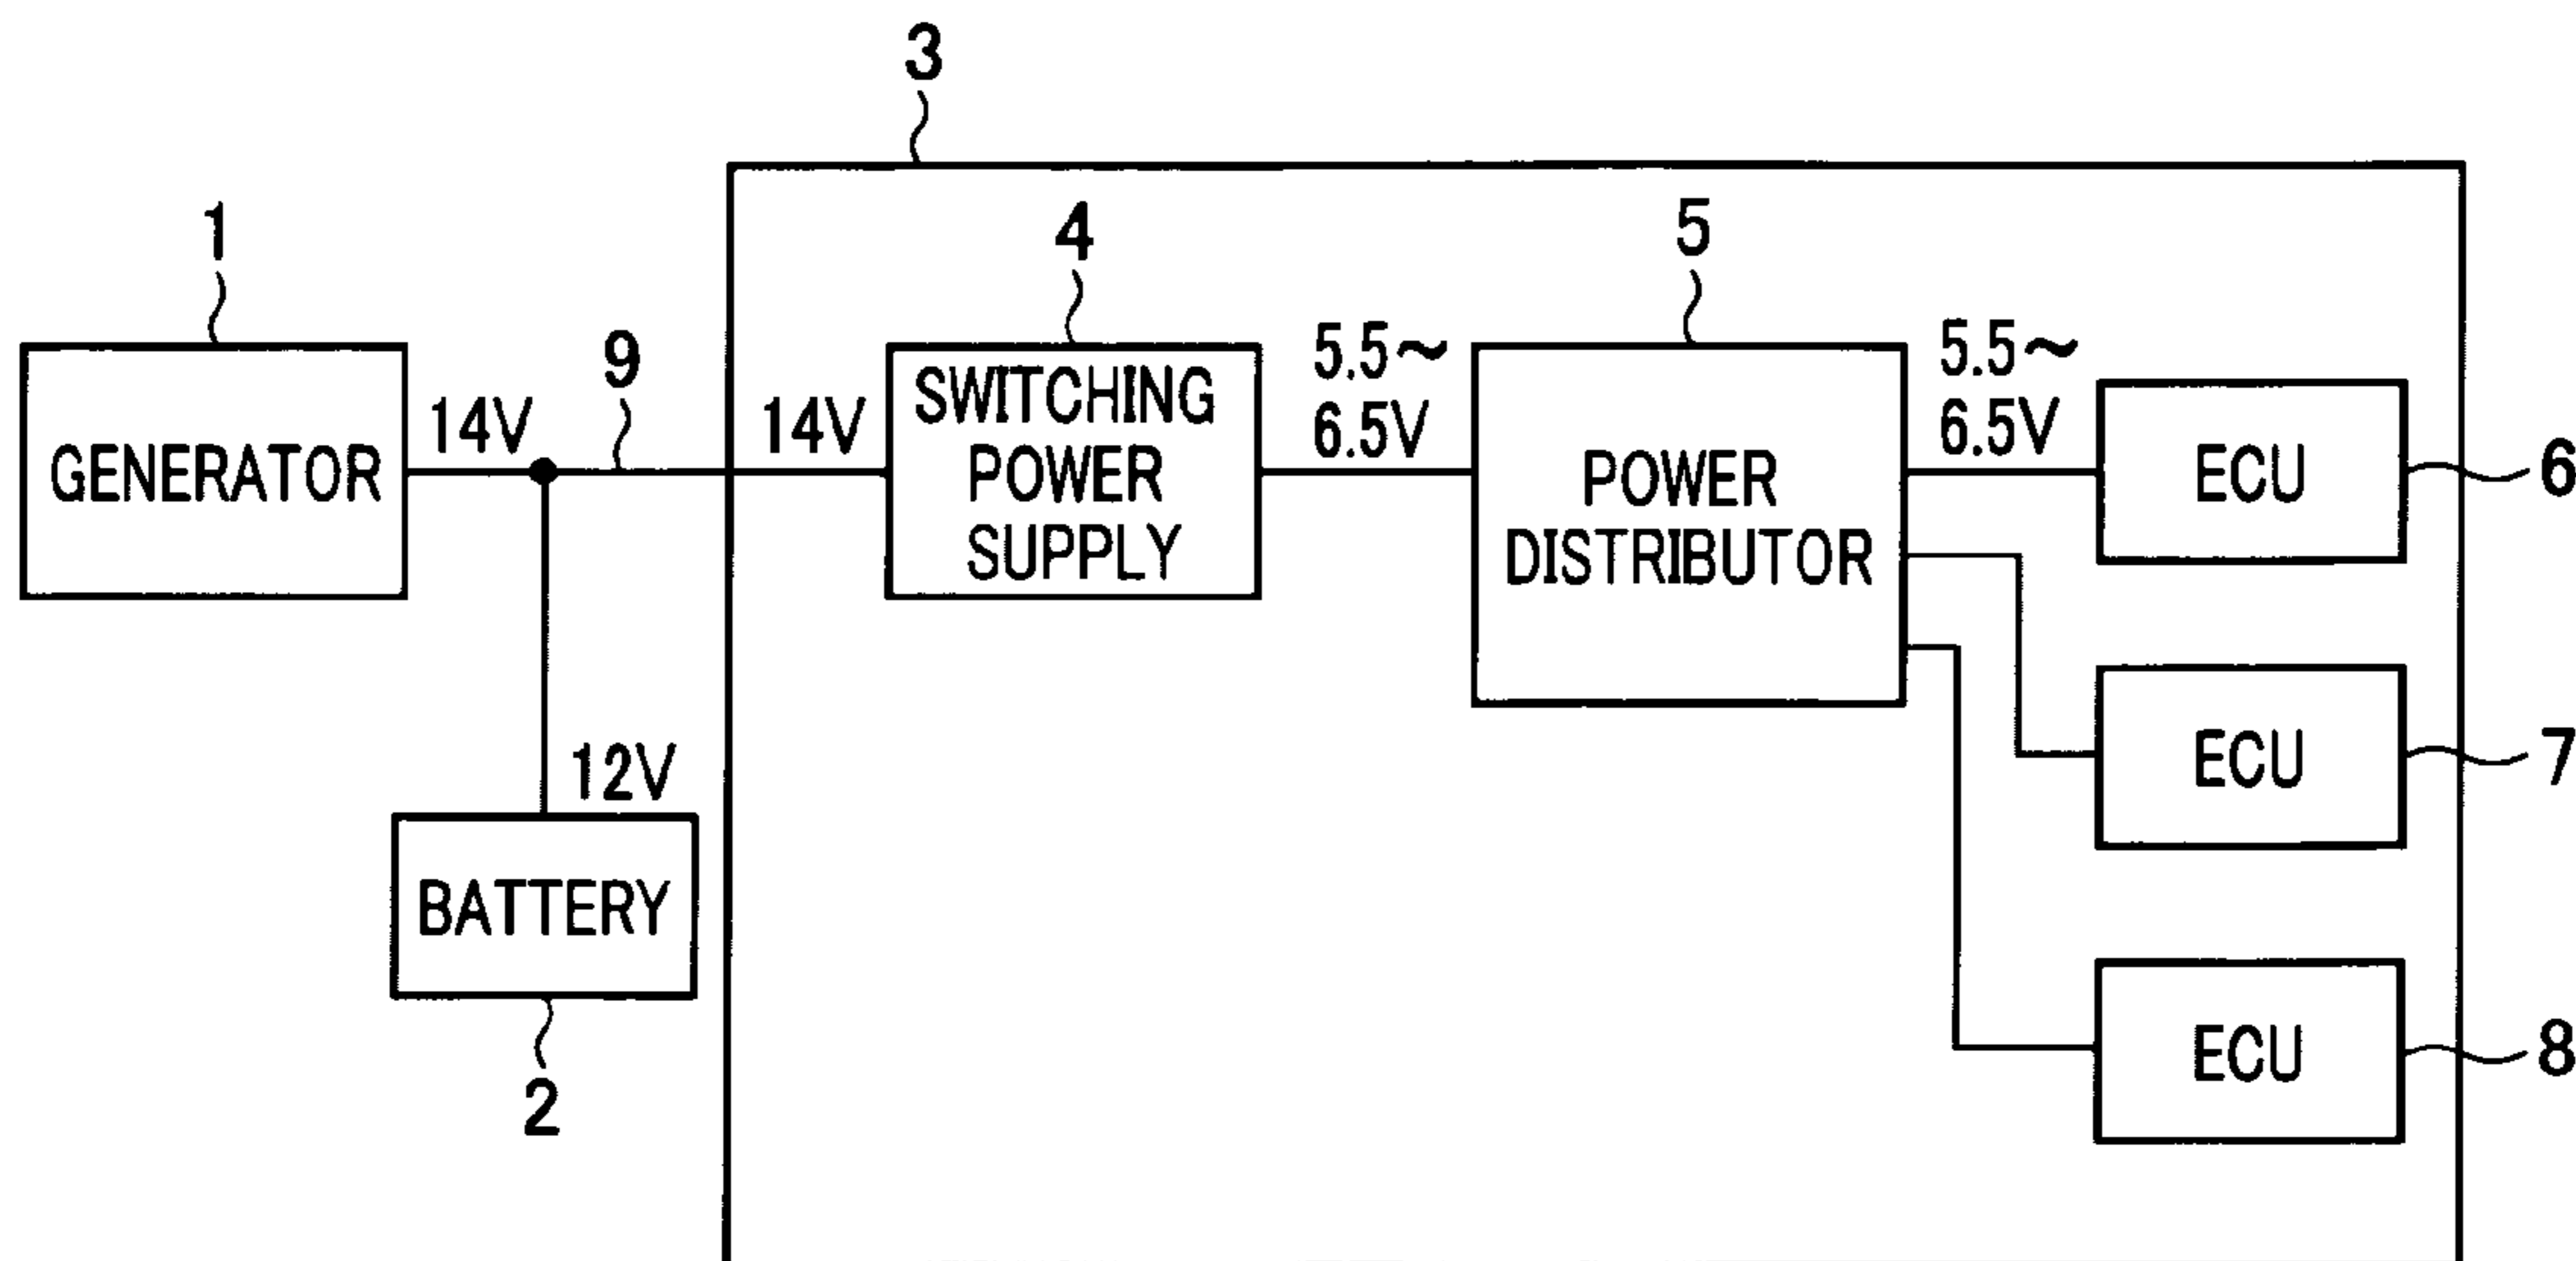 3
1
4
5
9
14V
14V
GENERATOR
SWITCHING
POWER
SUPPLY
5.5~
6.5V
POWER
DISTRIBUTOR
5.5~
6.5V
ECU
6
ECU
7
12V
BATTERY
2
ECU
8